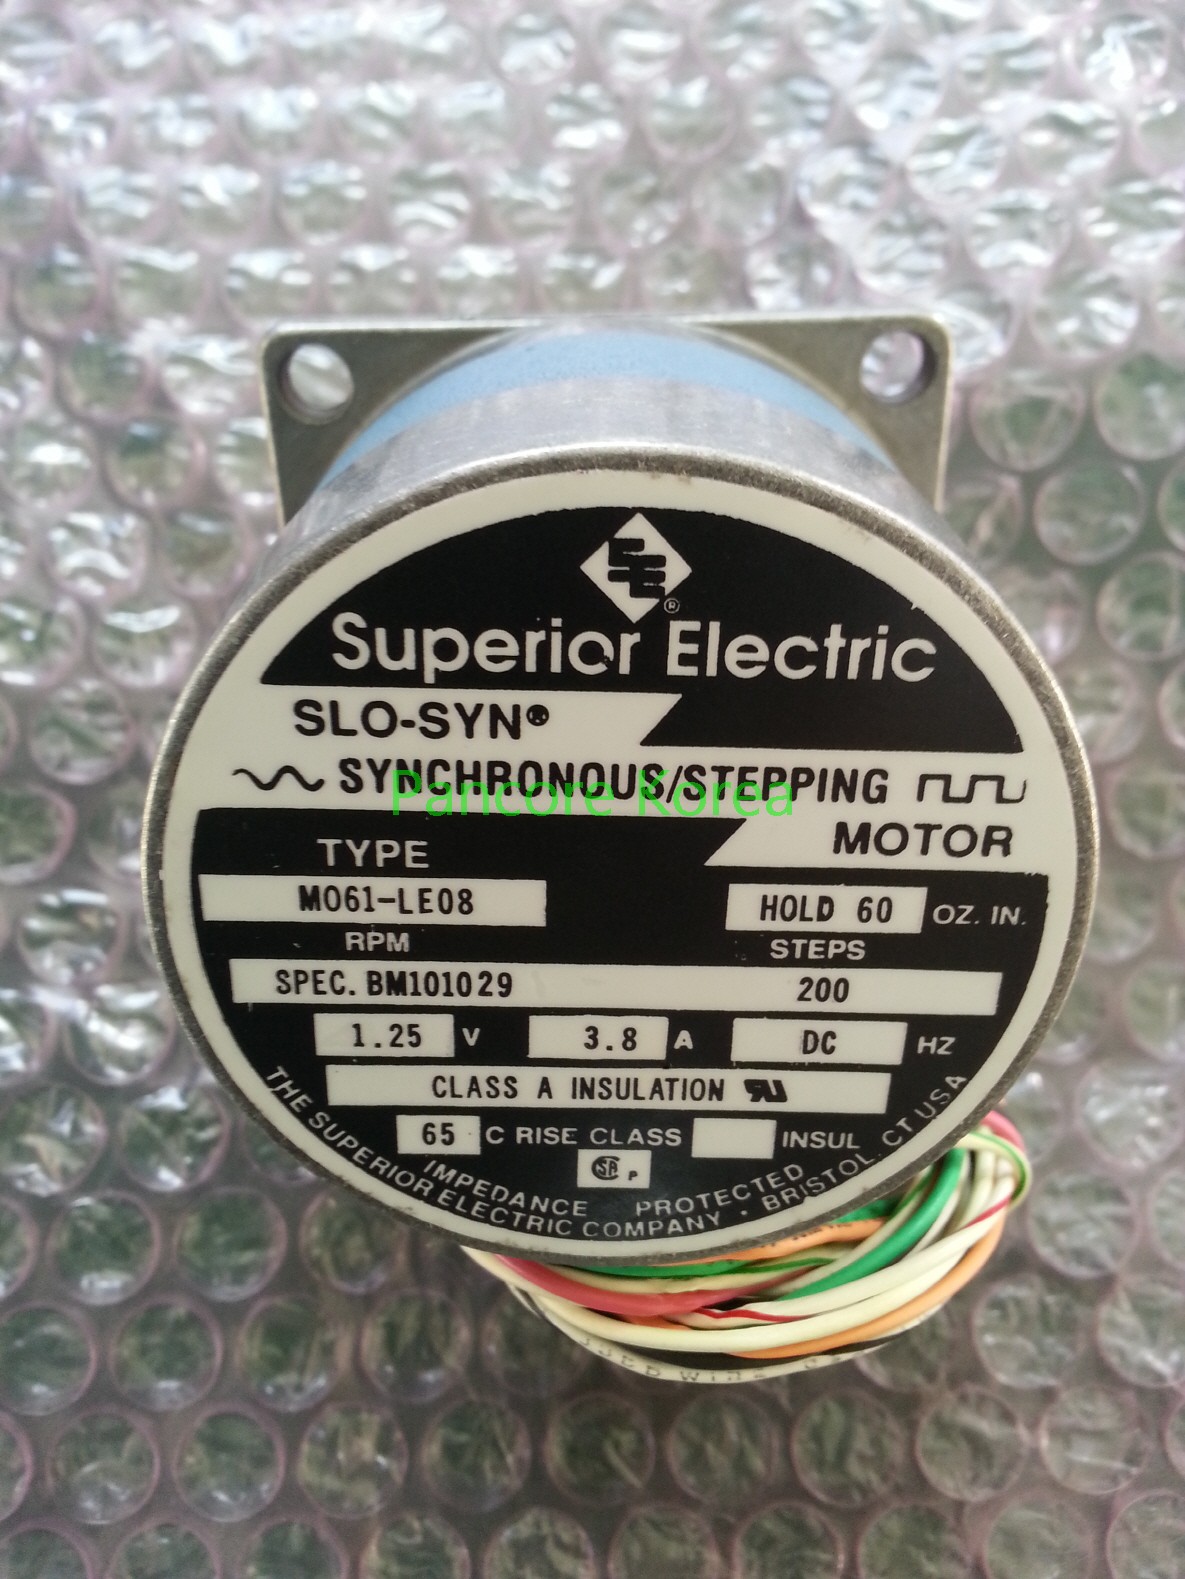 ®
Superior Electric
SLO-SYN®
SYNCHRONOUS/STEPPING
Pancore Korea
MOTOR
TYPE
MO61-LE08
HOLD 60 OZ. IN.
RPM STEPS
SPEC. BM101029 200
1.25 V 3.8 A DC HZ
CLASS A INSULATION
65 C RISE CLASS INSUL
SA P
IMPEDANCE PROTECTED
THE SUPERIOR ELECTRIC COMPANY · BRISTOL, CT USA